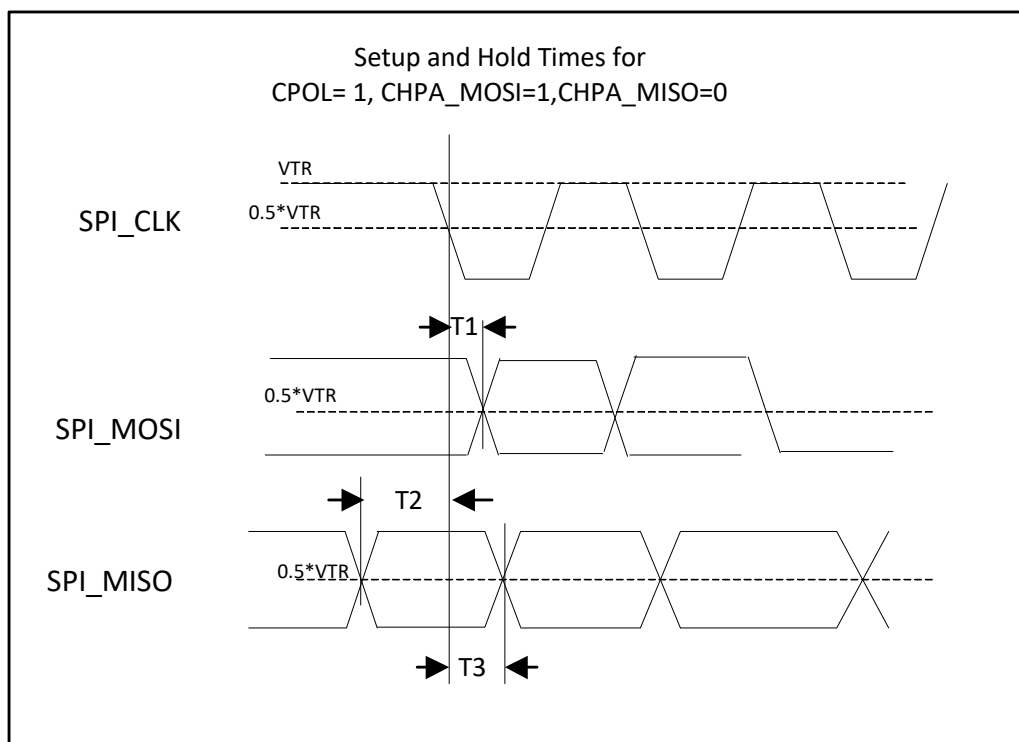 Setup and Hold Times for
CPOL= 1, CHPA_MOSI=1,CHPA_MISO=0
VTR
0.5*VTR
SPI_CLK
T1
0.5*VTR
SPI_MOSI
T2
0.5*VTR
SPI_MISO
T3